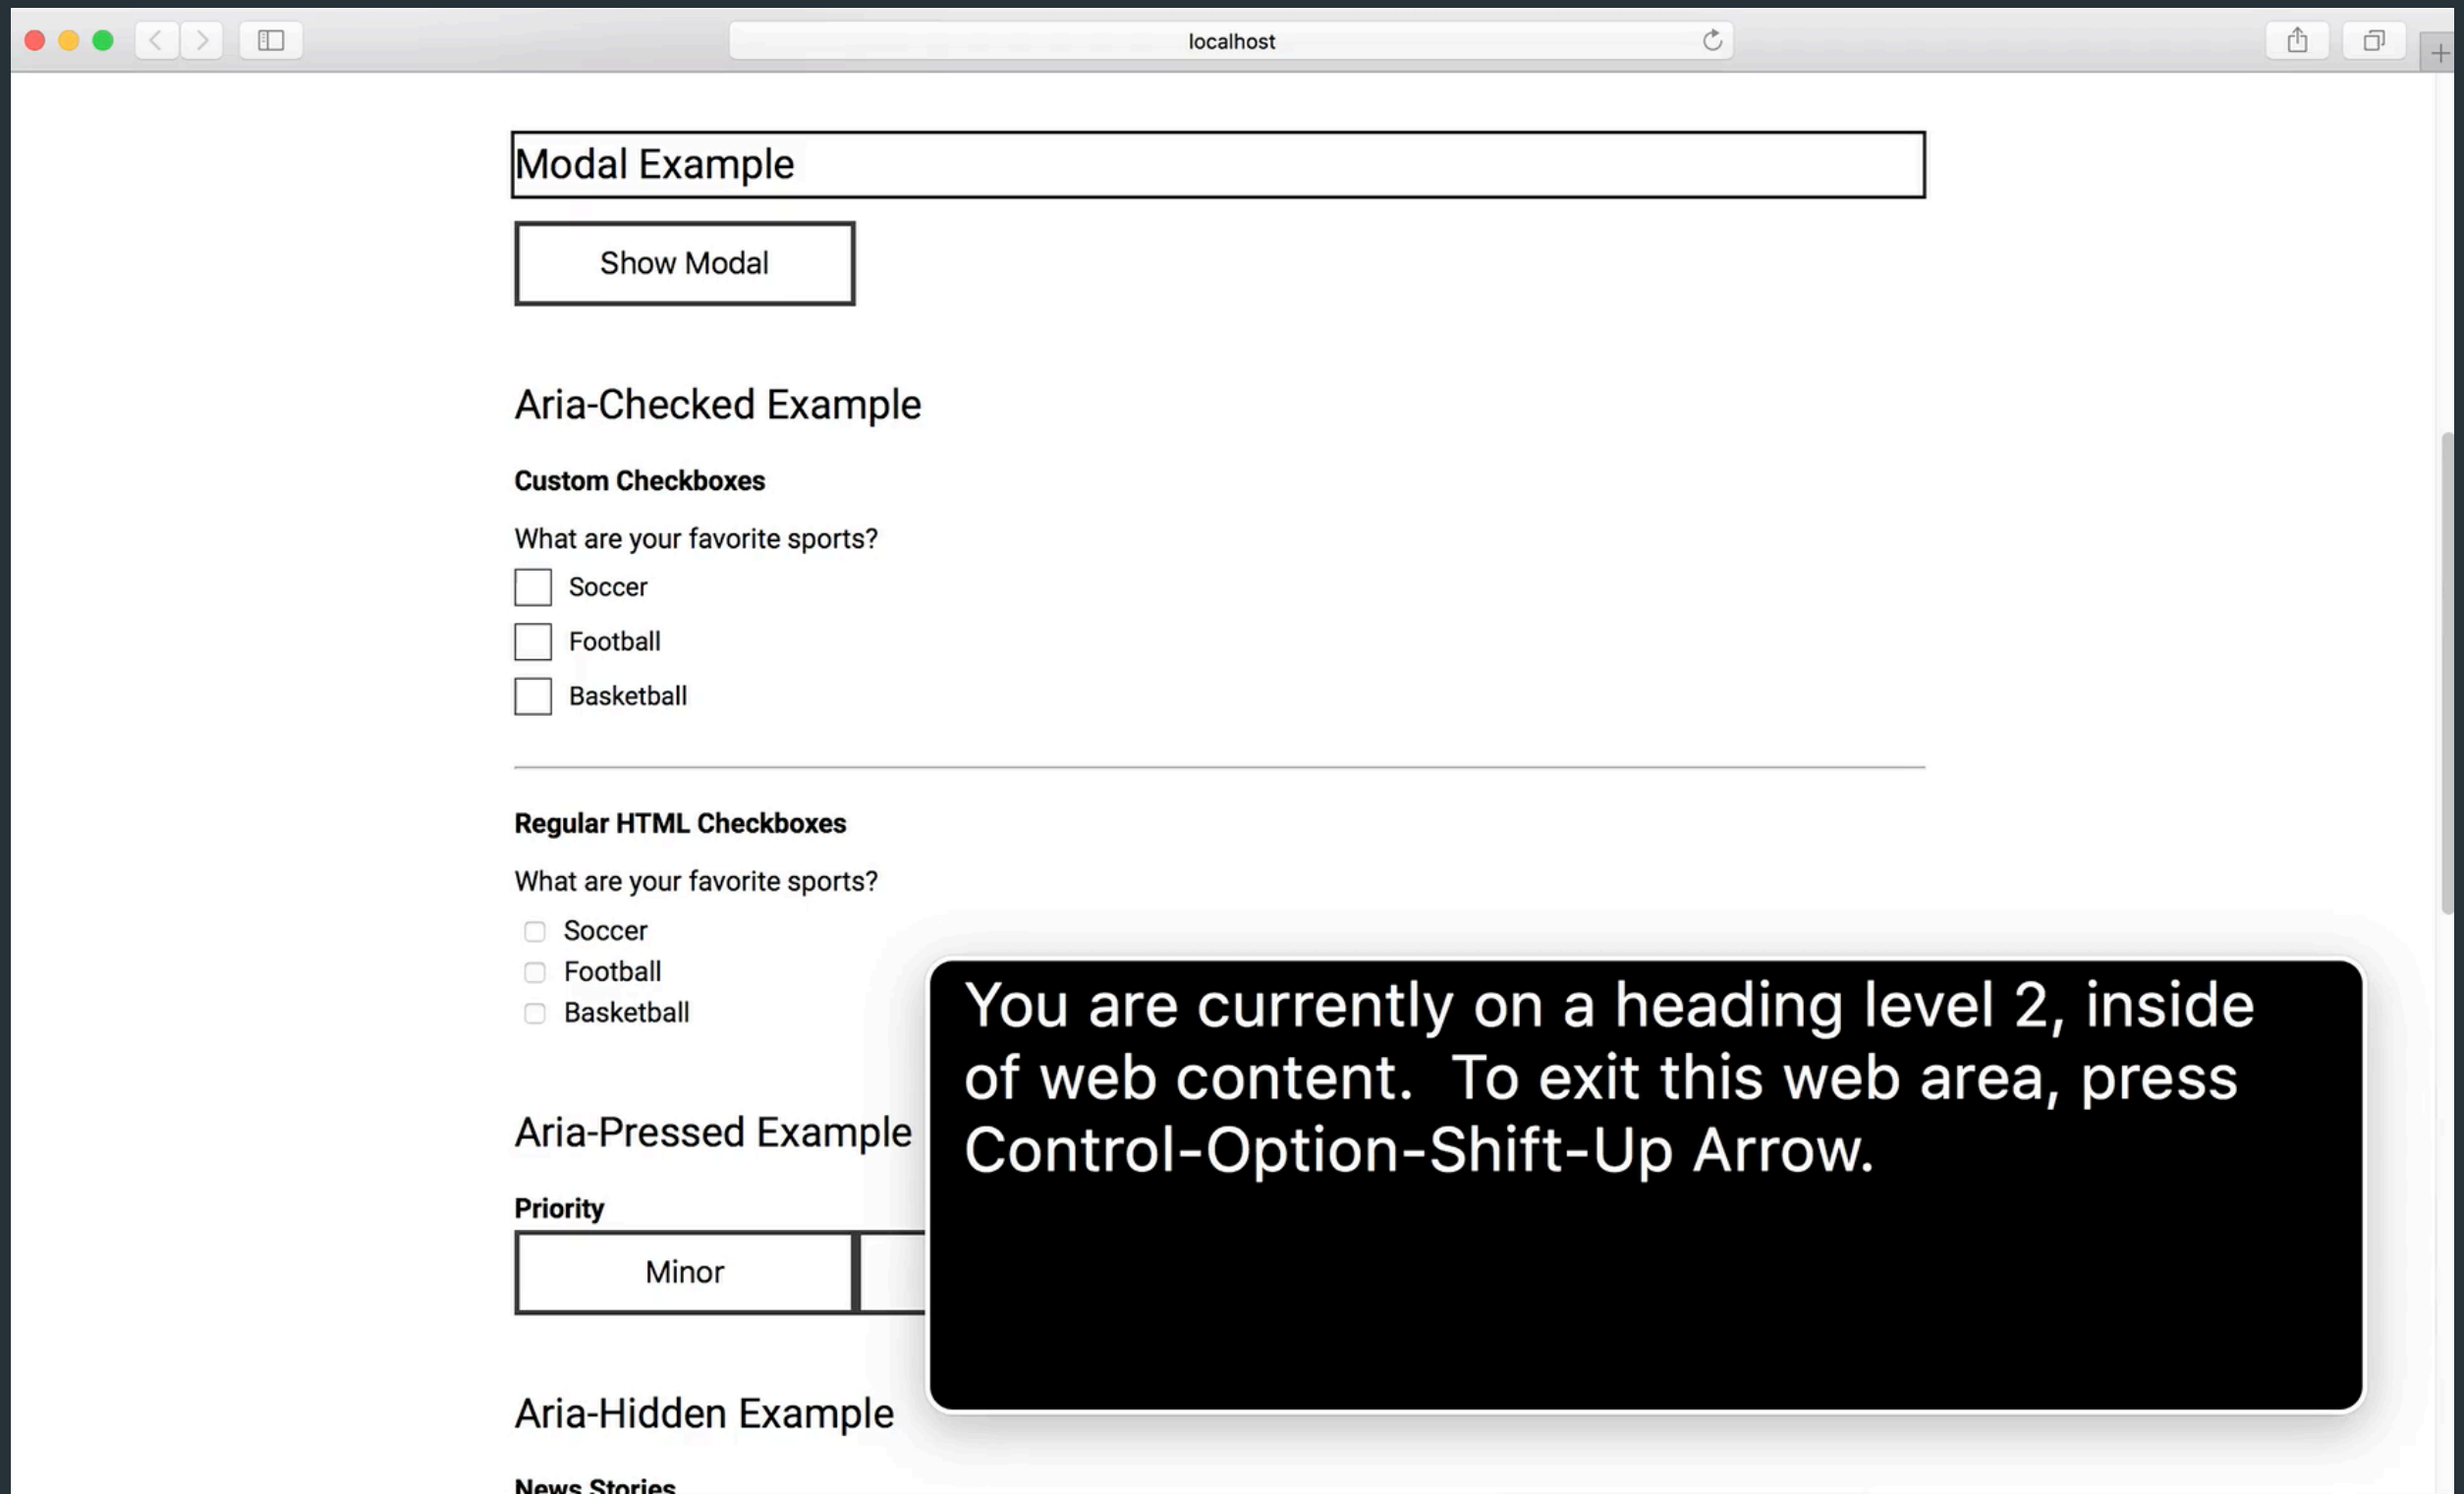 localhost
Modal Example
Show Modal
Aria-Checked Example
Custom Checkboxes
What are your favorite sports?
Soccer
Football
Basketball
Regular HTML Checkboxes
What are your favorite sports?
Soccer
Football
Basketball
Aria-Pressed Example
Priority
Minor
Aria-Hidden Example
News Stories
You are currently on a heading level 2, inside
of web content.  To exit this web area, press
Control-Option-Shift-Up Arrow.